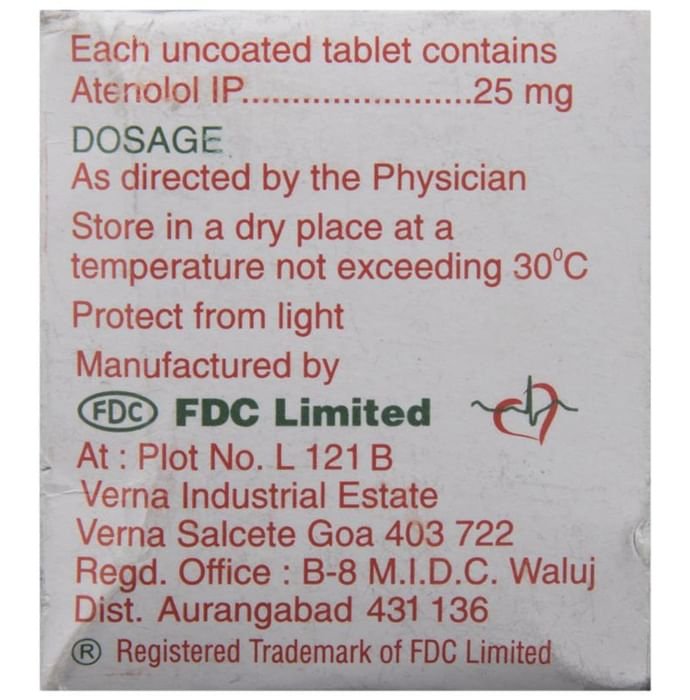 Each uncoated tablet contains
Atenolol IP........................25 mg
DOSAGE
As directed by the Physician
Store in a dry place at a
temperature not exceeding 30⁰C
Protect from light
Manufactured by
FDC FDC Limited
At : Plot No. L 121 B
Verna Industrial Estate
Verna Salcete Goa 403 722
Regd. Office : B-8 M.I.D.C. Waluj
Dist. Aurangabad 431 136
® Registered Trademark of FDC Limited